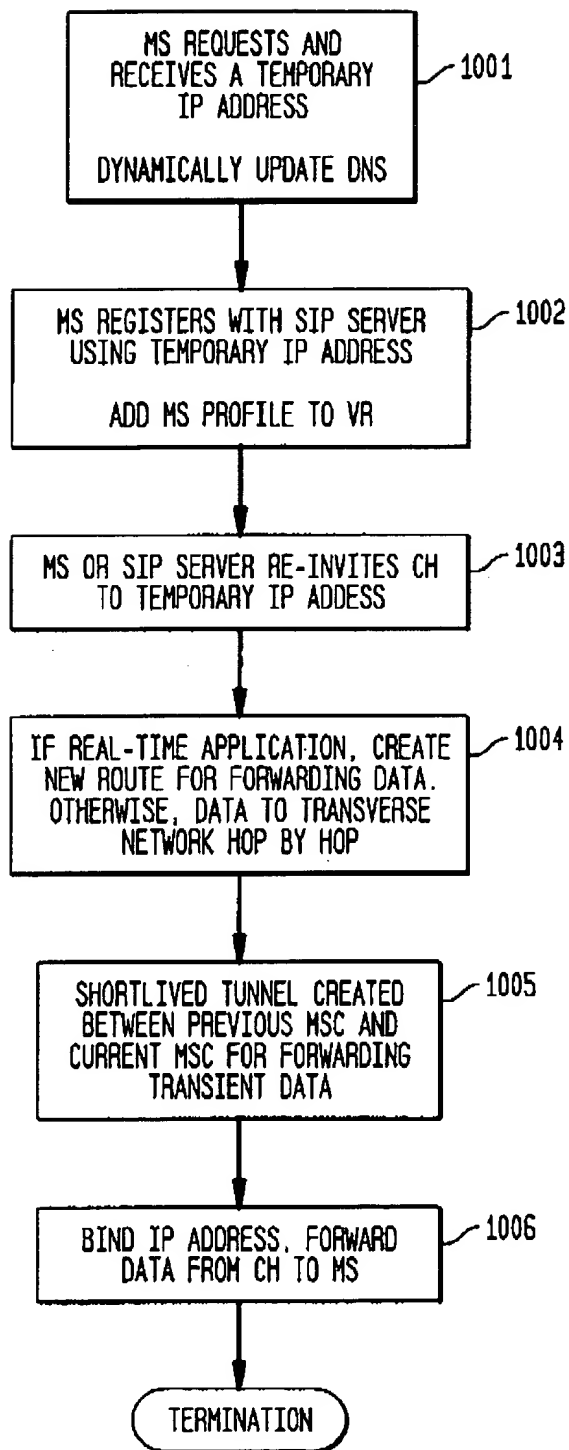 MS REQUESTS AND
RECEIVES A TEMPORARY
IP ADDRESS
DYNAMICALLY UPDATE DNS
1001
MS REGISTERS WITH SIP SERVER
USING TEMPORARY IP ADDRESS
ADD MS PROFILE TO VR
1002
MS OR SIP SERVER RE-INVITES CH
TO TEMPORARY IP ADDESS
1003
IF REAL-TIME APPLICATION, CREATE
NEW ROUTE FOR FORWARDING DATA.
OTHERWISE, DATA TO TRANSVERSE
NETWORK HOP BY HOP
1004
SHORTLIVED TUNNEL CREATED
BETWEEN PREVIOUS MSC AND
CURRENT MSC FOR FORWARDING
TRANSIENT DATA
1005
BIND IP ADDRESS, FORWARD
DATA FROM CH TO MS
1006
TERMINATION